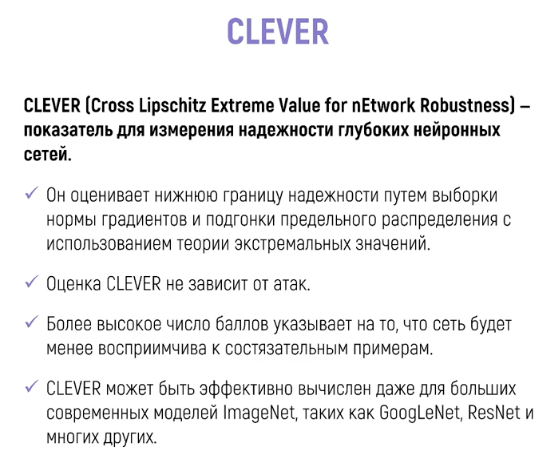 CLEVER
CLEVER (Cross Lipschitz Extreme Value for nEtwork Robustness) –
показатель для измерения надежности глубоких нейронных
сетей.
✓ Он оценивает нижнюю границу надежности путем выборки
нормы градиентов и подгонки предельного распределения с
использованием теории экстремальных значений.
✓ Оценка CLEVER не зависит от атак.
✓ Более высокое число баллов указывает на то, что сеть будет
менее восприимчива к состязательным примерам.
✓ CLEVER может быть эффективно вычислен даже для больших
современных моделей ImageNet, таких как GoogLeNet, ResNet и
многих других.